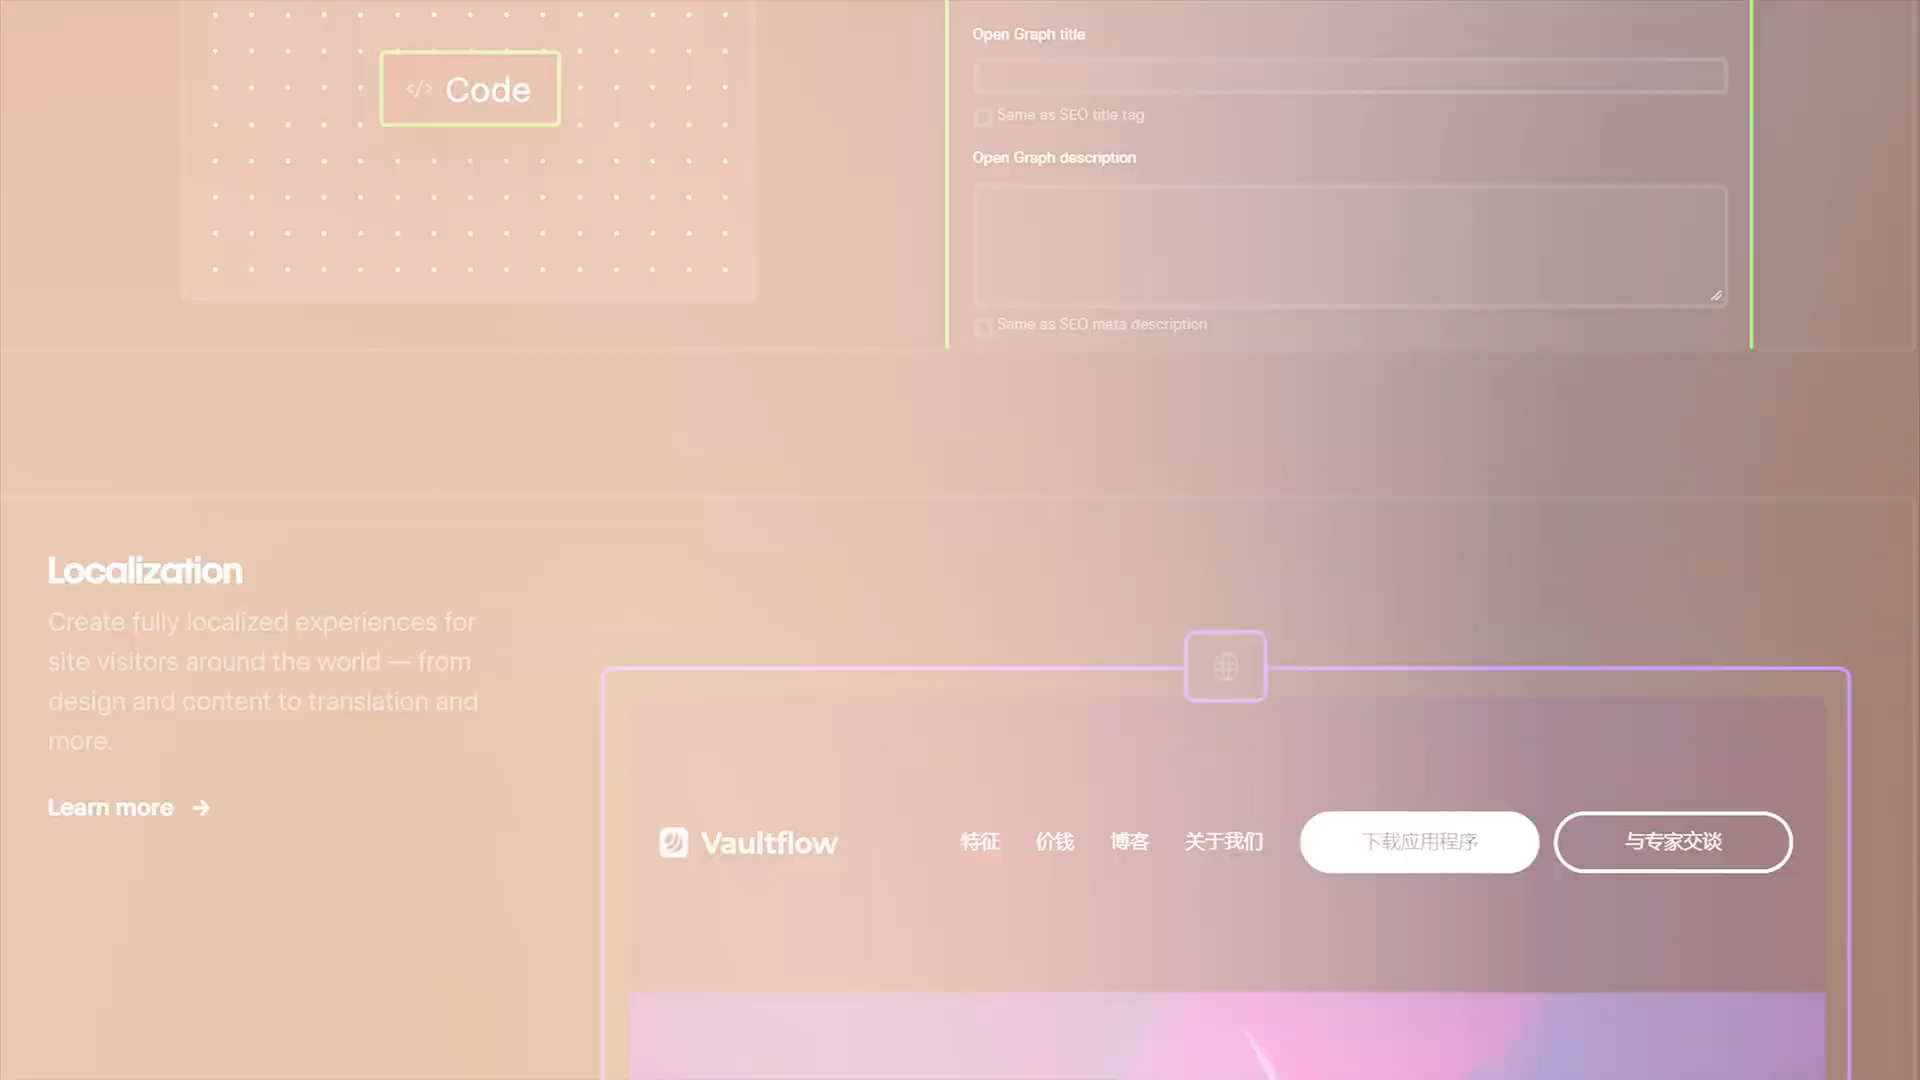 </> Code
Open Graph title
Same as SEO title tag
Open Graph description
Same as SEO meta description
Localization
Create fully localized experiences for
site visitors around the world — from
design and content to translation and
more.
Learn more →
Vaultflow
特征 价钱 博客 关于我们 下载应用程序 与专家交谈